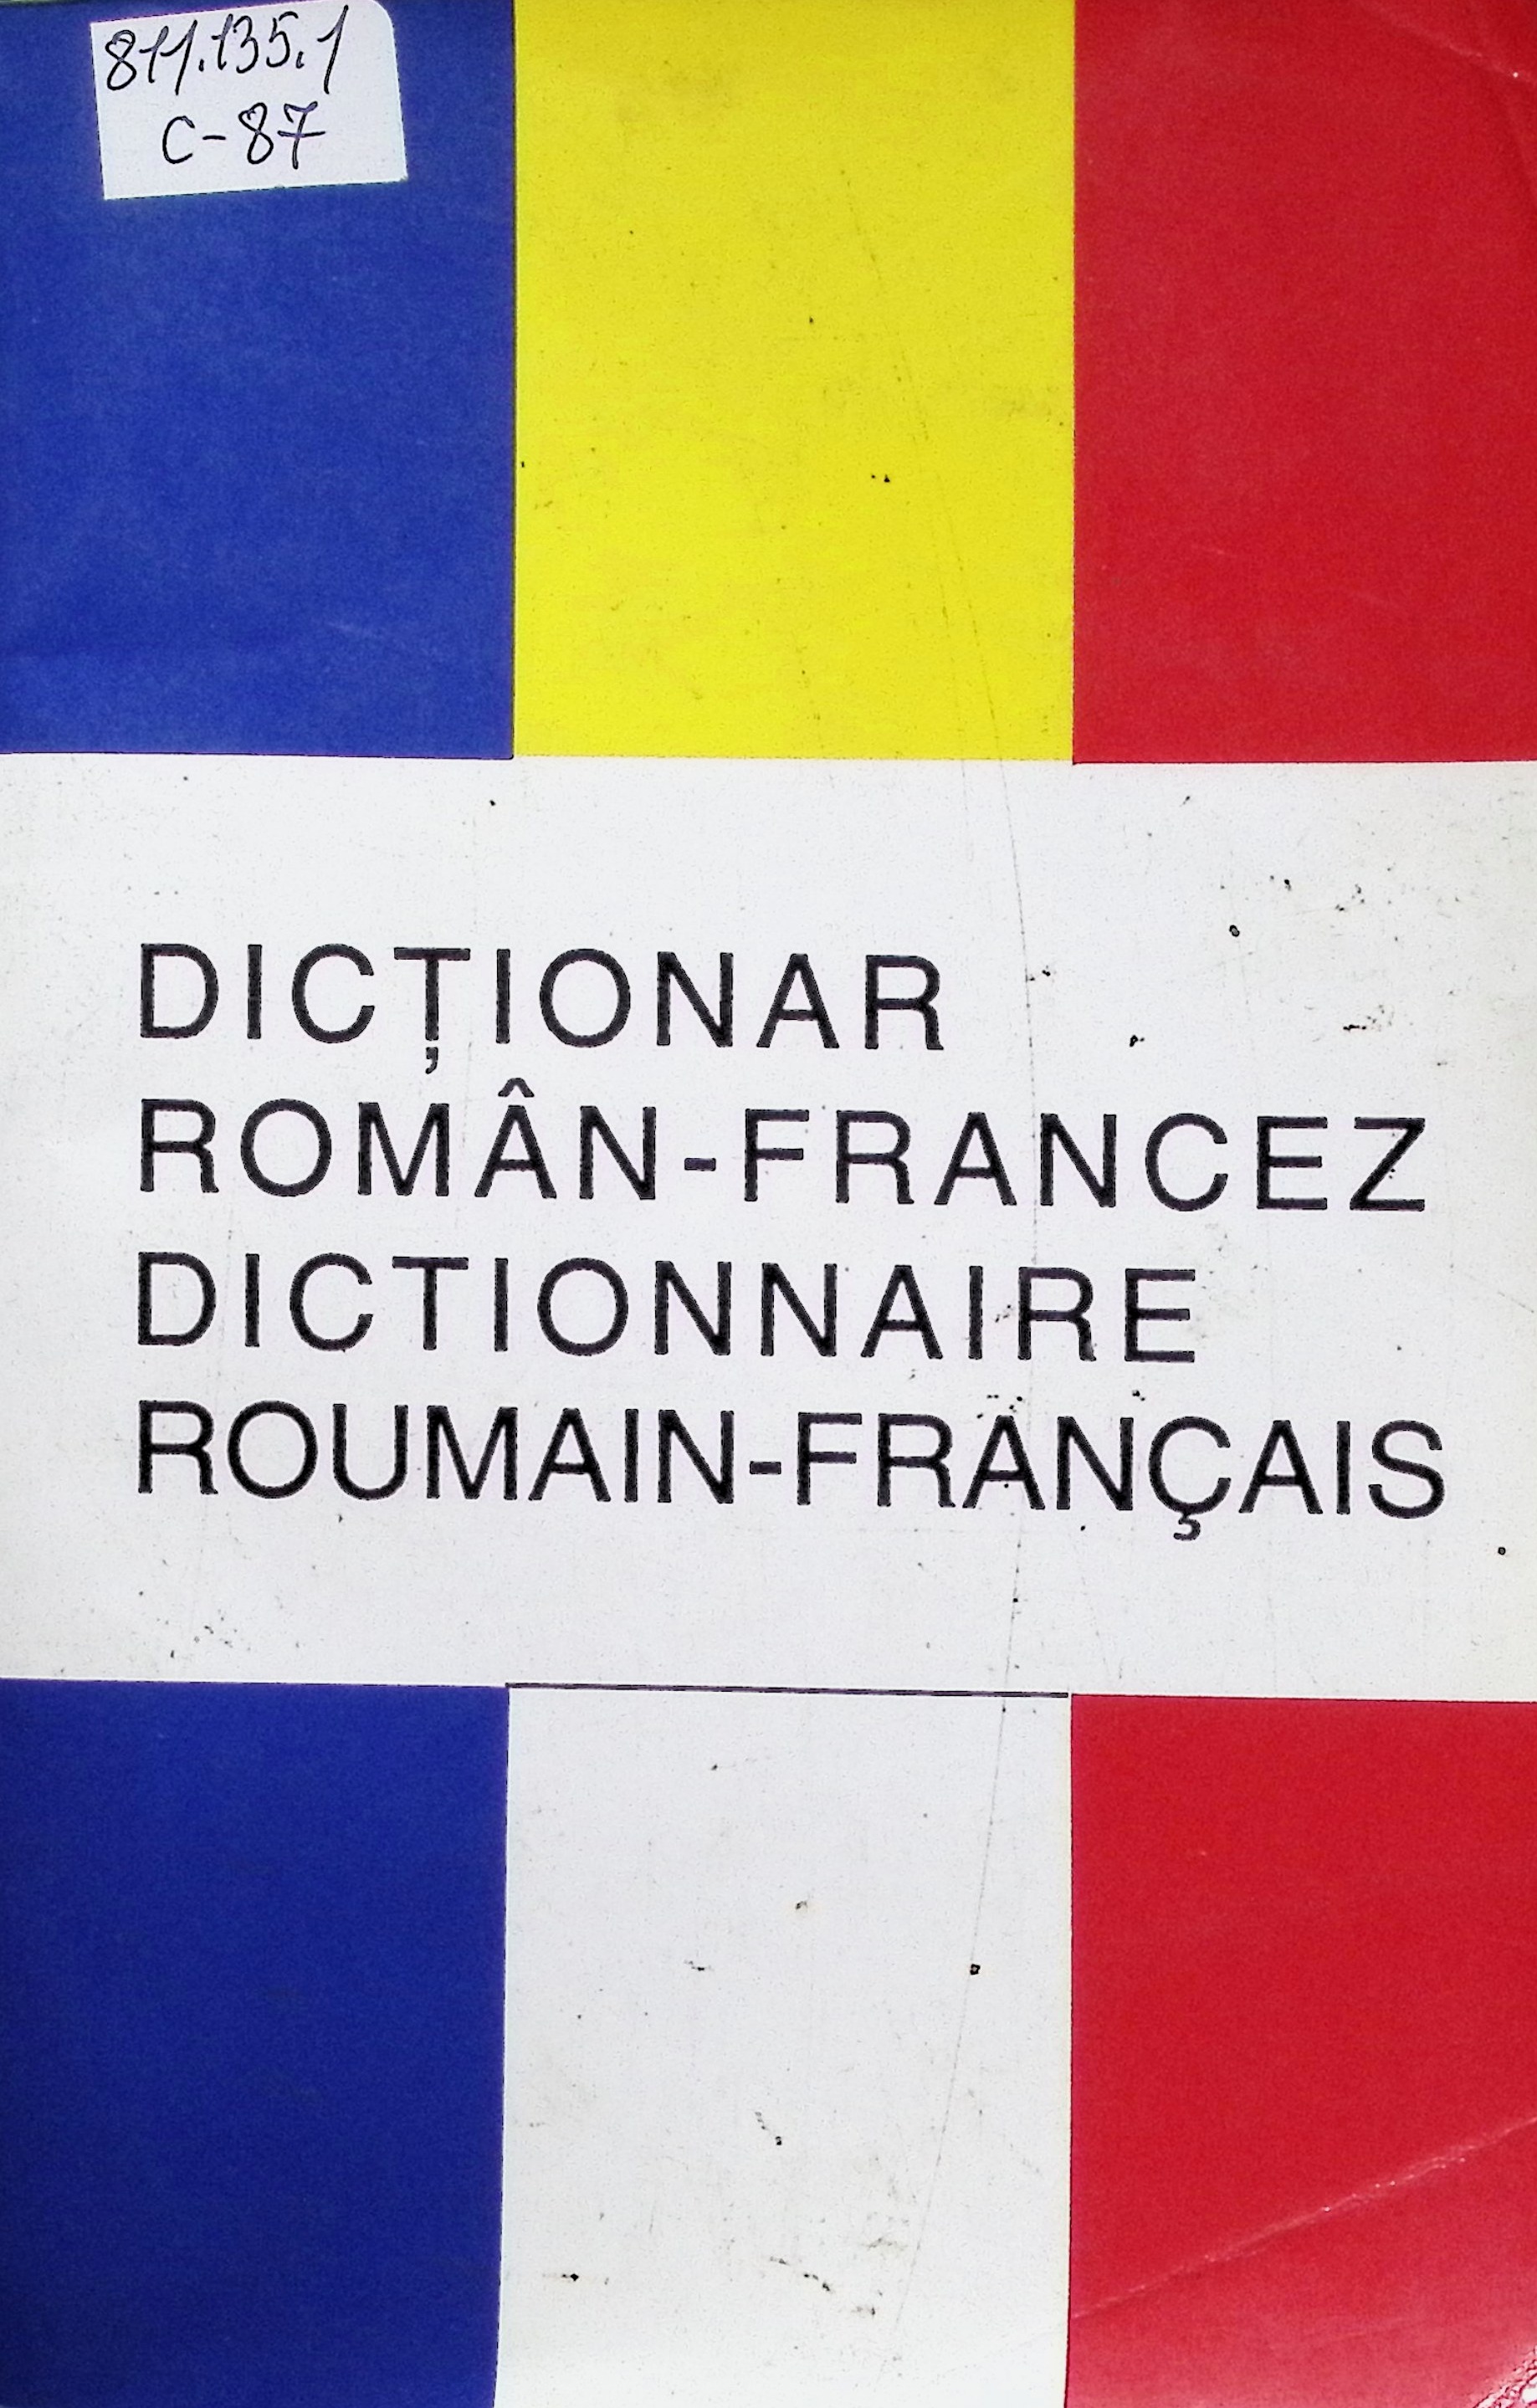 811.135.1
C-87
DICȚIONAR
ROMÂN-FRANCEZ
DICTIONNAIRE
ROUMAIN-FRANÇAIS